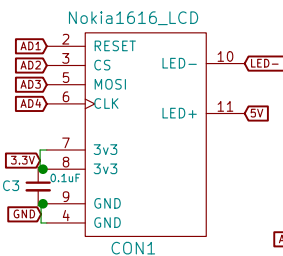 Nokia1616_LCD
AD1 2 RESET
AD2 3 CS LED- 10 LED-
AD3 5 MOSI
AD4 6 CLK LED+ 11 5V
7 3v3
3.3V 8 3v3
C3 0.1uF
9 GND
GND 4 GND
CON1